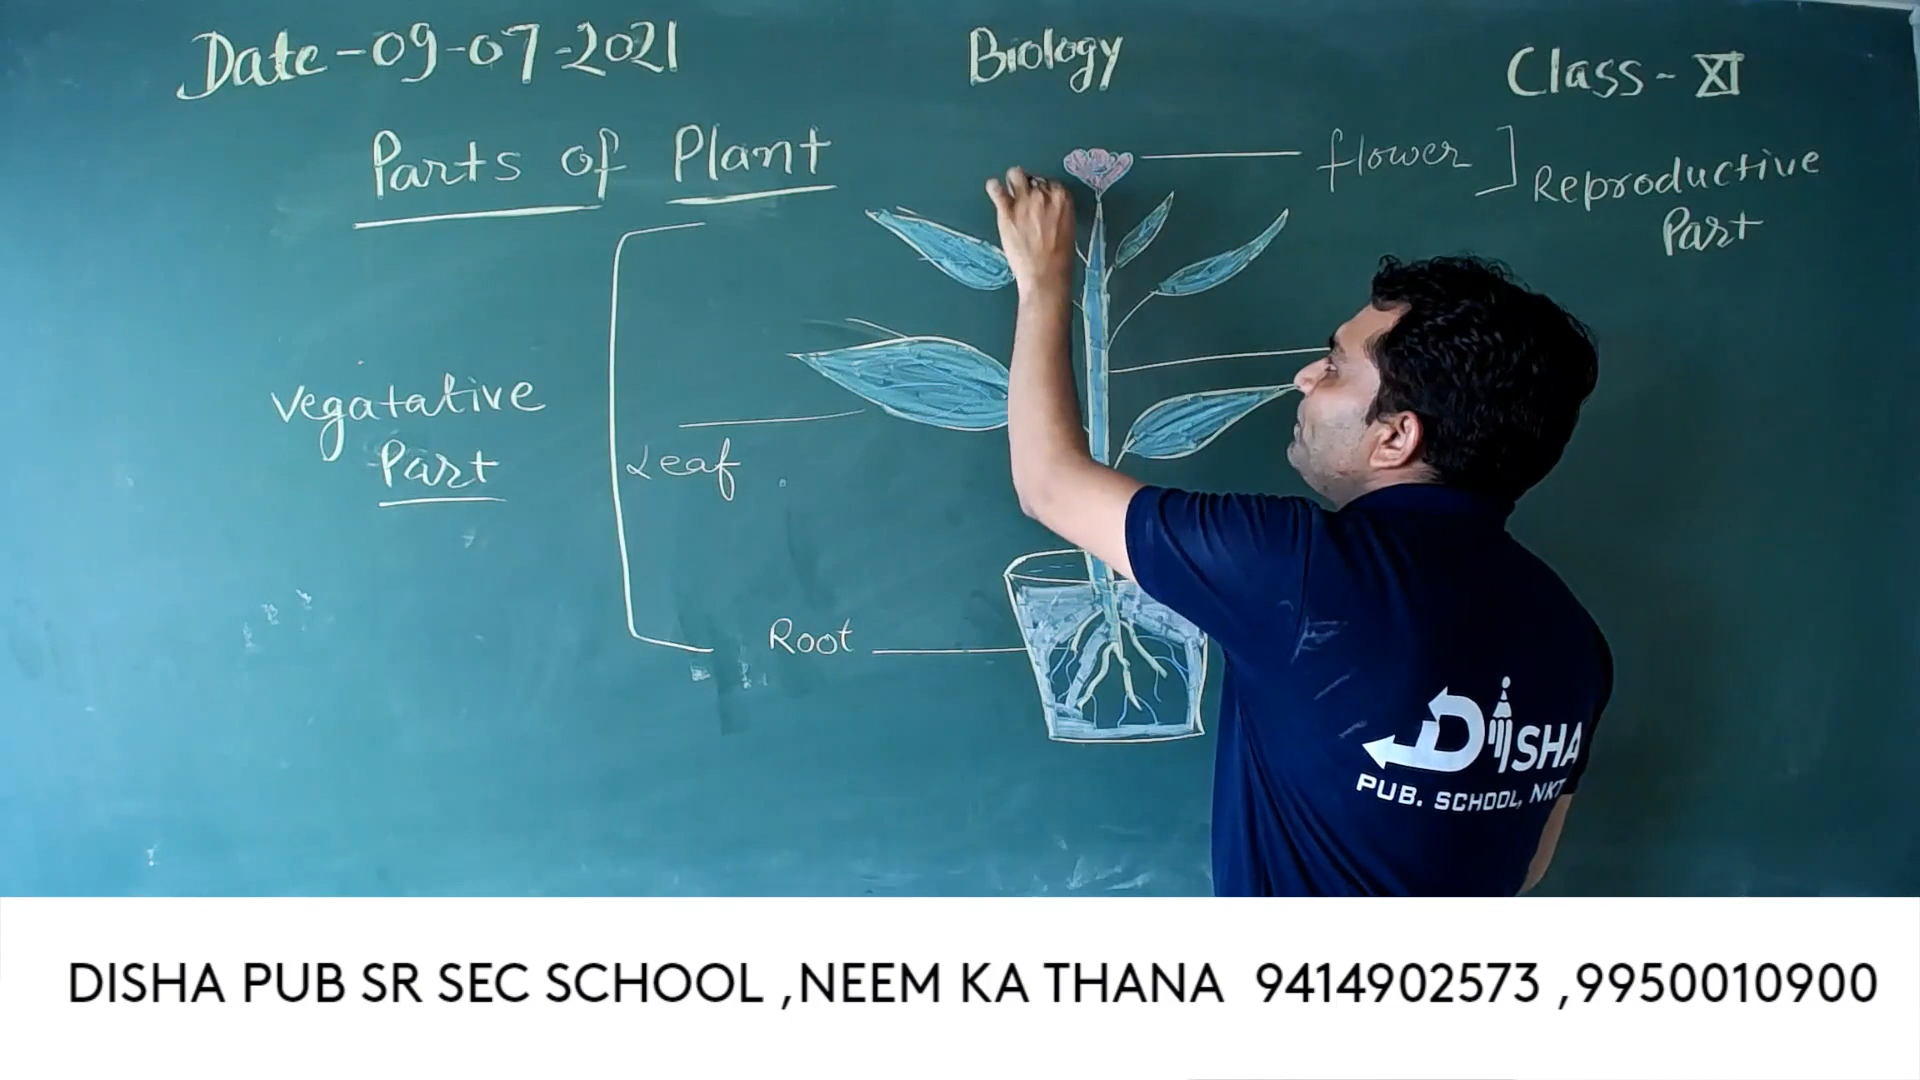 Date-09-07-2021
Biology
Class- XI
Parts of Plant
flower ] Reproductive
Part
Vegatative
Part
Leaf
Root
DISHA
PUB. SCHOOL, NKT
DISHA PUB SR SEC SCHOOL ,NEEM KA THANA 9414902573 ,9950010900